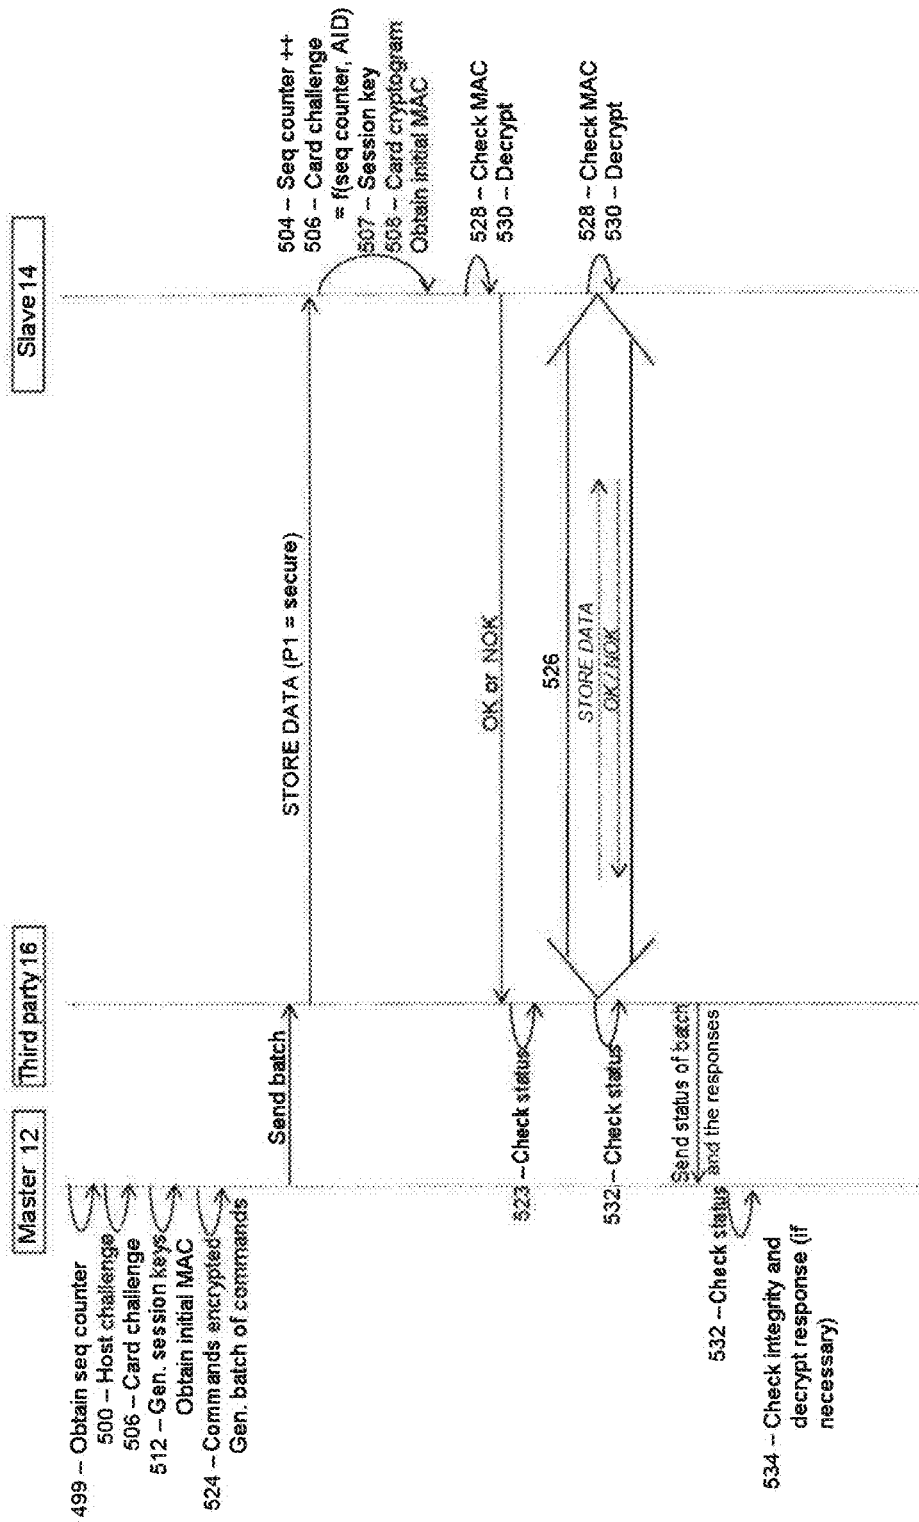 Master 12
Third party 16
Slave14
499 – Obtain seq counter
500 – Host challenge
506 – Card challenge
512 – Gen. session keys
Obtain initial MAC
524 – Commands encrypted
Gen. batch of commands
Send batch
STORE DATA (P1 = secure)
504 – Seq counter ++
506 – Card challenge
= f(seq counter, AID)
507 – Session key
508 – Card cryptogram
Obtain initial MAC
528 – Check MAC
530 – Decrypt
OK or NOK
523 – Check status
526
STORE DATA
OK / NOK
528 – Check MAC
530 – Decrypt
532 – Check status
Send status of batch
and the responses
532 – Check status
534 – Check integrity and
decrypt response (if
necessary)